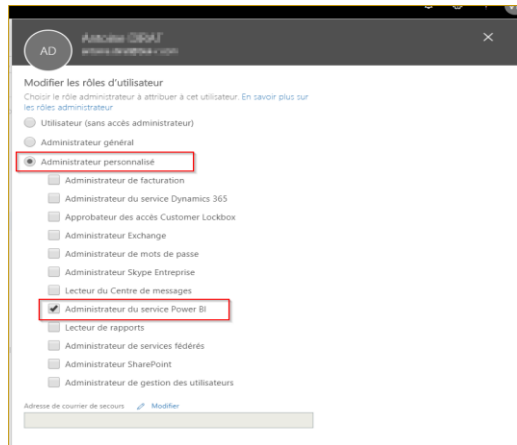 AD
Modifier les rôles d'utilisateur
Choisir le rôle administrateur à attribuer à cet utilisateur. En savoir plus sur
les rôles administrateur
Utilisateur (sans accès administrateur)
Administrateur général
Administrateur personnalisé
Administrateur de facturation
Administrateur du service Dynamics 365
Approbateur des accès Customer Lockbox
Administrateur Exchange
Administrateur de mots de passe
Administrateur Skype Entreprise
Lecteur du Centre de messages
Administrateur du service Power BI
Lecteur de rapports
Administrateur de services fédérés
Administrateur SharePoint
Administrateur de gestion des utilisateurs
Adresse de courrier de secours Modifier